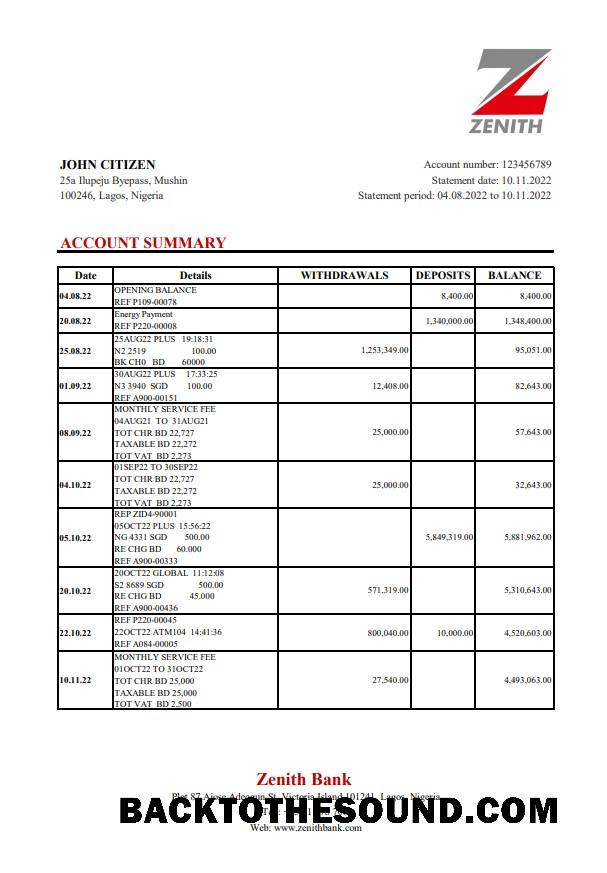 ZENITH
JOHN CITIZEN
25a Ilupeju Byepass, Mushin
100246, Lagos, Nigeria
Account number: 123456789
Statement date: 10.11.2022
Statement period: 04.08.2022 to 10.11.2022
ACCOUNT SUMMARY
Date Details WITHDRAWALS DEPOSITS BALANCE
04.08.22 OPENING BALANCE 8,400.00 8,400.00
REF P109-00078
20.08.22 Energy Payment 1,340,000.00 1,348,400.00
REF P220-00008
25.08.22 25AUG22 PLUS 19:18:31 1,253,349.00 95,051.00
N2 2519 100.00
BK CH0 BD 60000
01.09.22 30AUG22 PLUS 17:33:25 12,408.00 82,643.00
N3 3940 SGD 100.00
REF A900-00151
08.09.22 MONTHLY SERVICE FEE 25,000.00 57,643.00
04AUG21 TO 31AUG21
TOT CHR BD 22,727
TAXABLE BD 22,272
TOT VAT BD 2,273
04.10.22 01SEP22 TO 30SEP22 25,000.00 32,643.00
TOT CHR BD 22,727
TAXABLE BD 22,272
TOT VAT BD 2,273
05.10.22 REP ZID4-90001 5,849,319.00 5,881,962.00
05OCT22 PLUS 15:56:22
NG 4331 SGD 500.00
RE CHG BD 60.000
REF A900-00333
20.10.22 20OCT22 GLOBAL 11:12:08 571,319.00 5,310,643.00
S2 8689 SGD 500.00
RE CHG BD 45.000
REF A900-00436
22.10.22 REF P220-00045 800,040.00 10,000.00 4,520,603.00
22OCT22 ATM104 14:41:36
REF A084-00005
10.11.22 MONTHLY SERVICE FEE 27,540.00 4,493,063.00
01OCT22 TO 31OCT22
TOT CHR BD 25,000
TAXABLE BD 25,000
TOT VAT BD 2,500
Zenith Bank
Plot 87 Ajose Adeogun St, Victoria Island 101241, Lagos, Nigeria
BACKTOTHESOUND.COM
Web: www.zenithbank.com